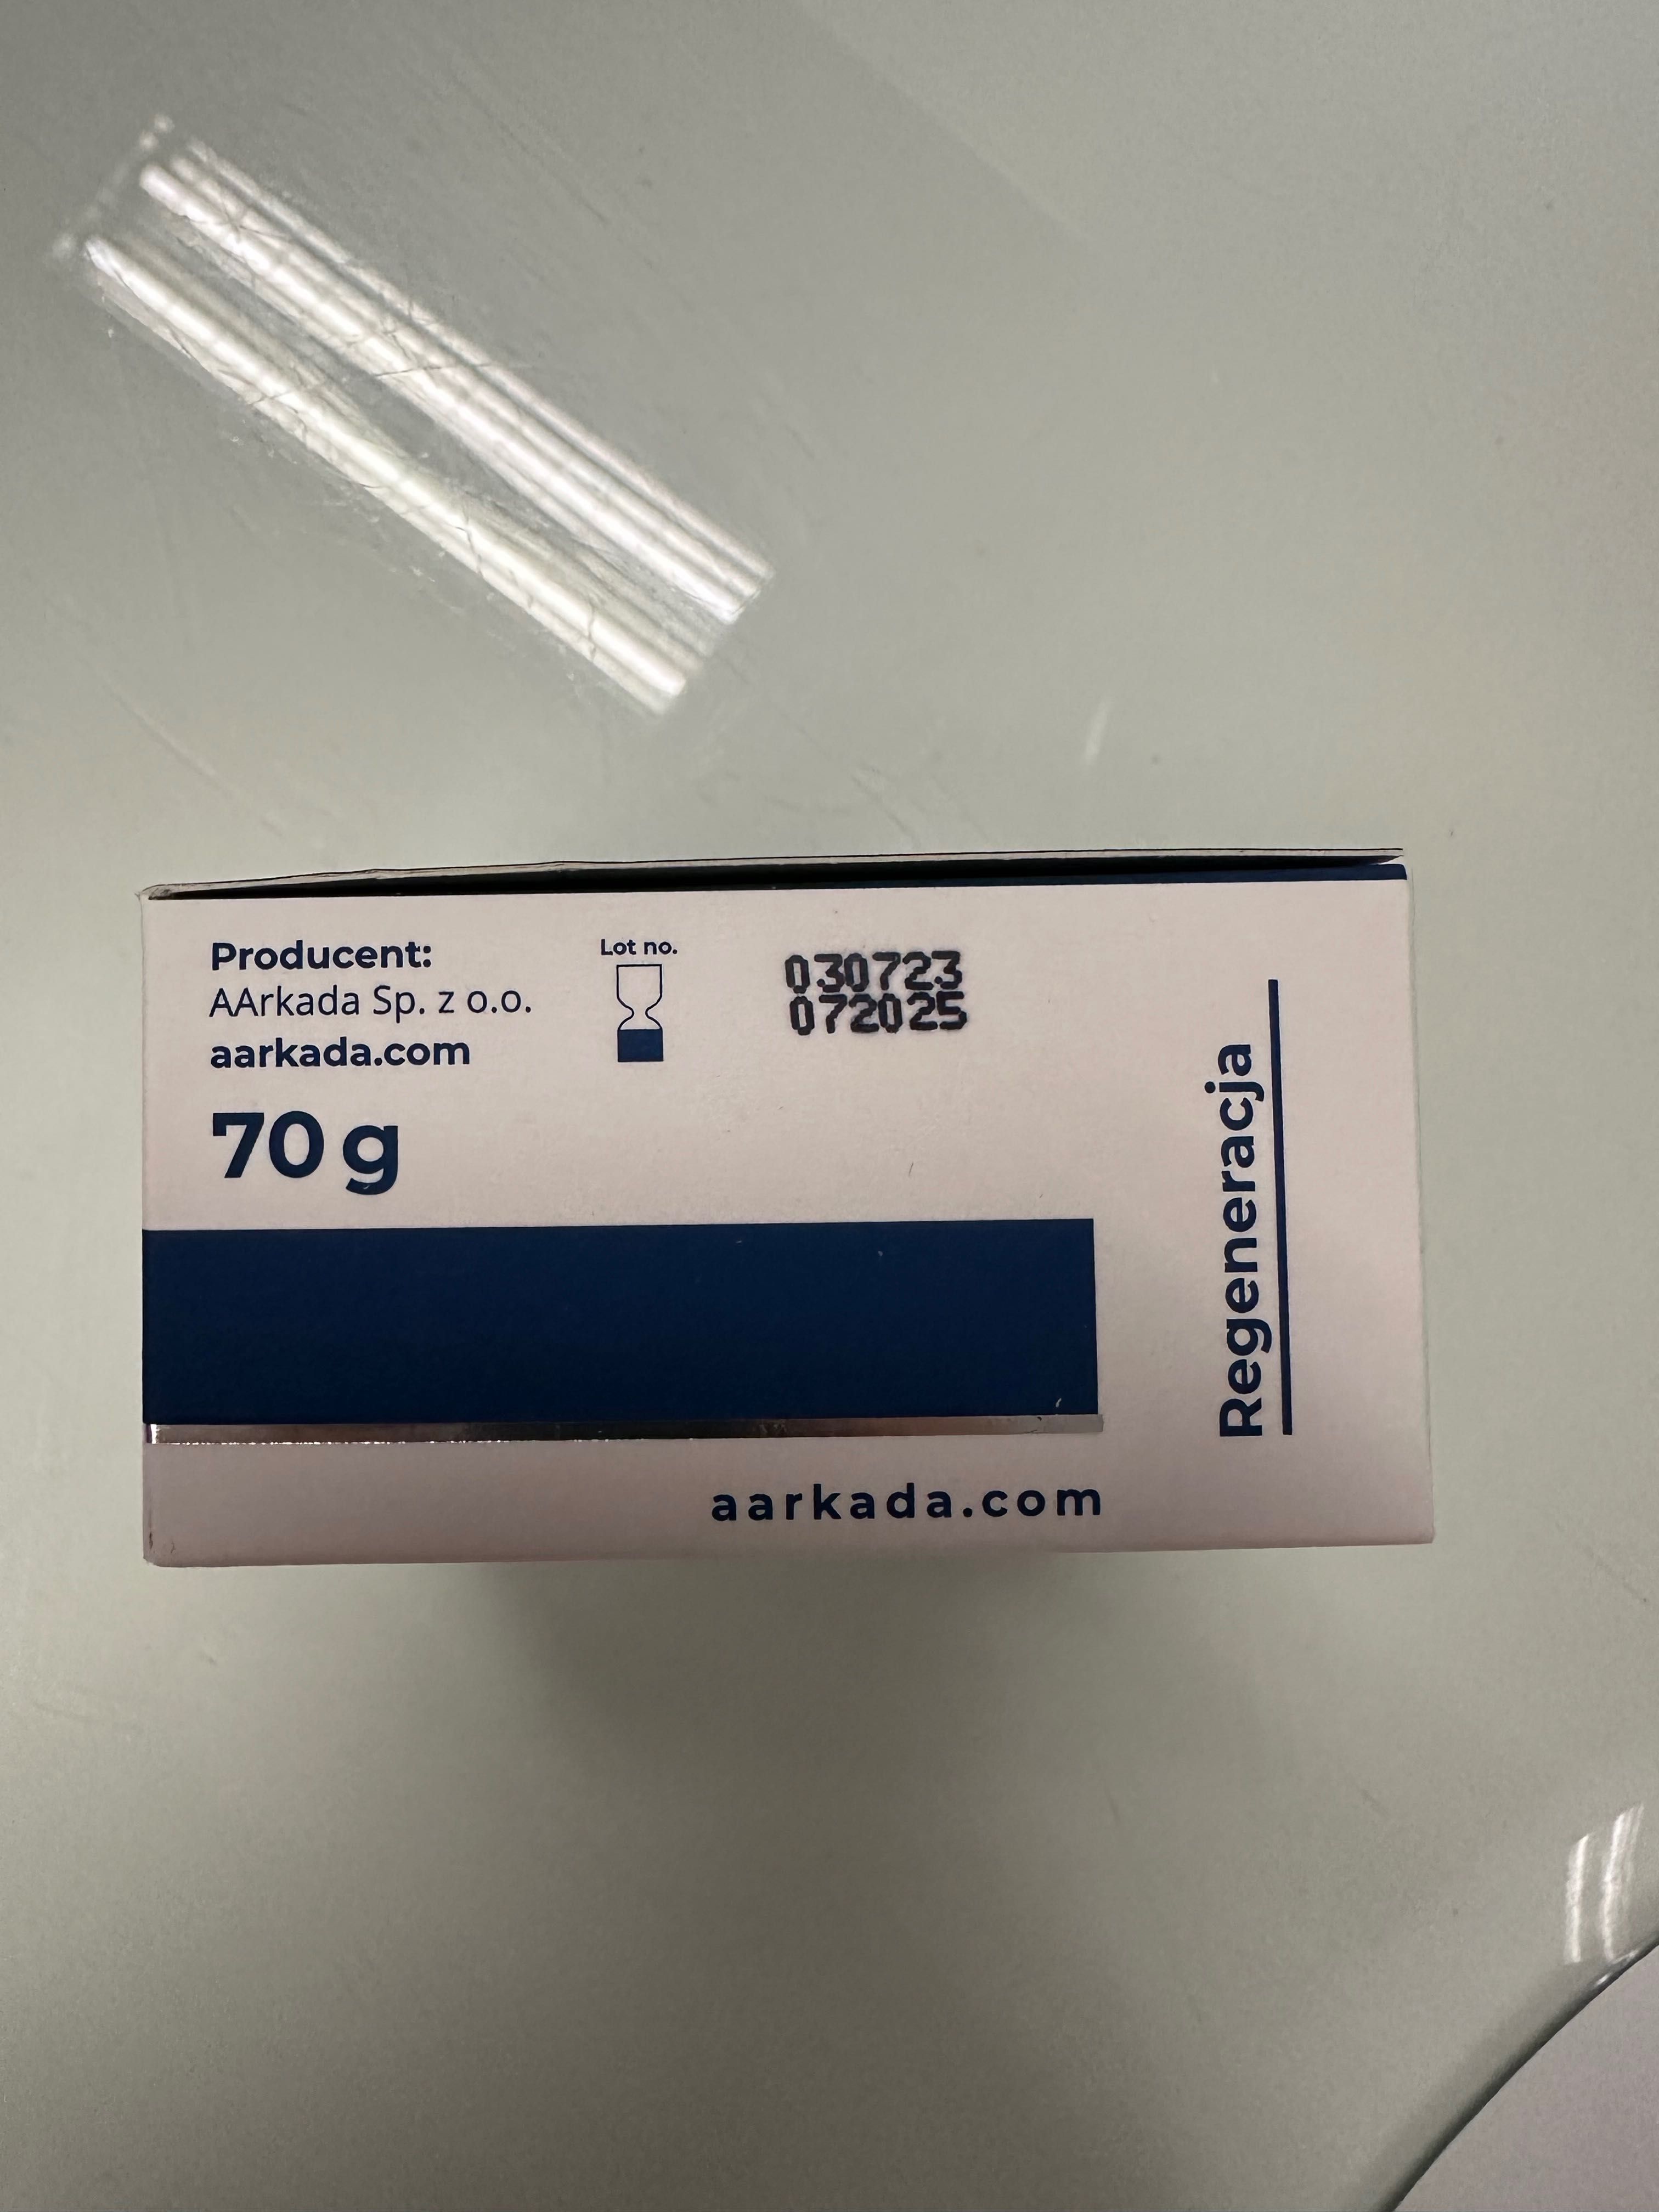 Producent:
AArkada Sp. z o.o.
aarkada.com
70 g
Lot no.
030723
072025
Regeneracja
aarkada.com